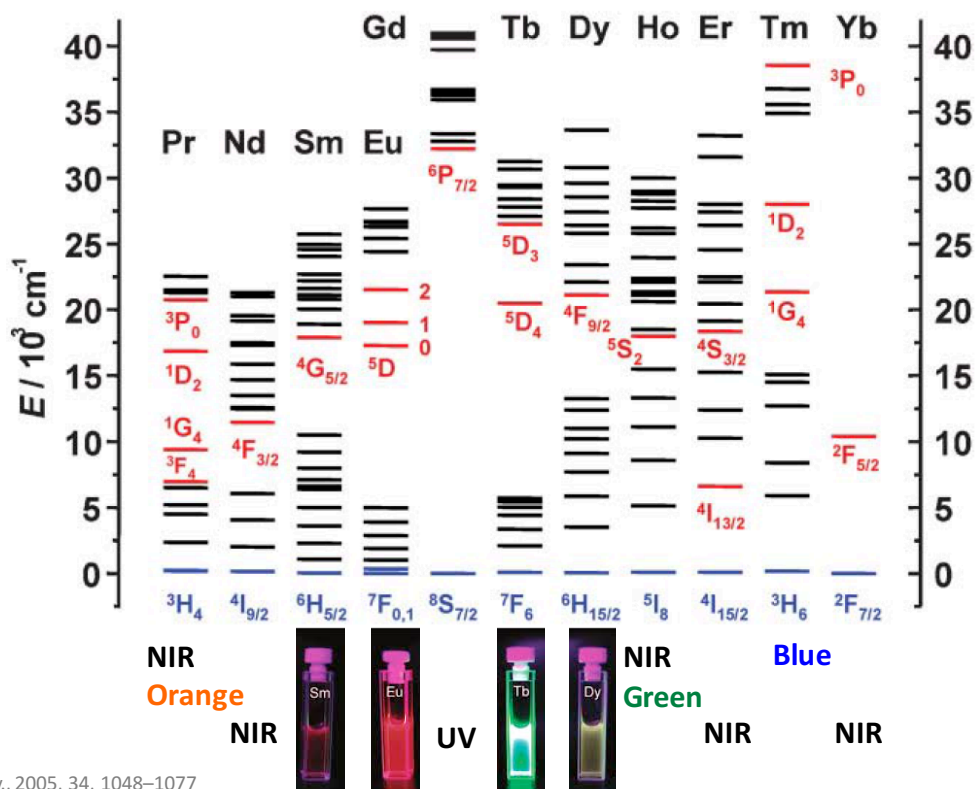 Gd Tb Dy Ho Er Tm Yb
Pr Nd Sm Eu
40 40
35 35
30 30
25 25
20 20
15 15
10 10
5 5
0 0
E / 10³ cm⁻¹
³P₀
⁶P₇/₂
¹D₂
⁵D₃
2
³P₀ ⁵D₄ ⁴F₉/₂ ¹G₄
1
⁴G₅/₂ ⁵D 0 ⁵S₂ ⁴S₃/₂
¹D₂
¹G₄ ⁴F₃/₂ ²F₅/₂
³F₄
⁴I₁₃/₂
³H₄ ⁴I₉/₂ ⁶H₅/₂ ⁷F₀,₁ ⁸S₇/₂ ⁷F₆ ⁶H₁₅/₂ ⁵I₈ ⁴I₁₅/₂ ³H₆ ²F₇/₂
NIR NIR Blue
Orange Sm Eu Tb Dy Green
NIR UV NIR NIR
2005, 34, 1048–1077